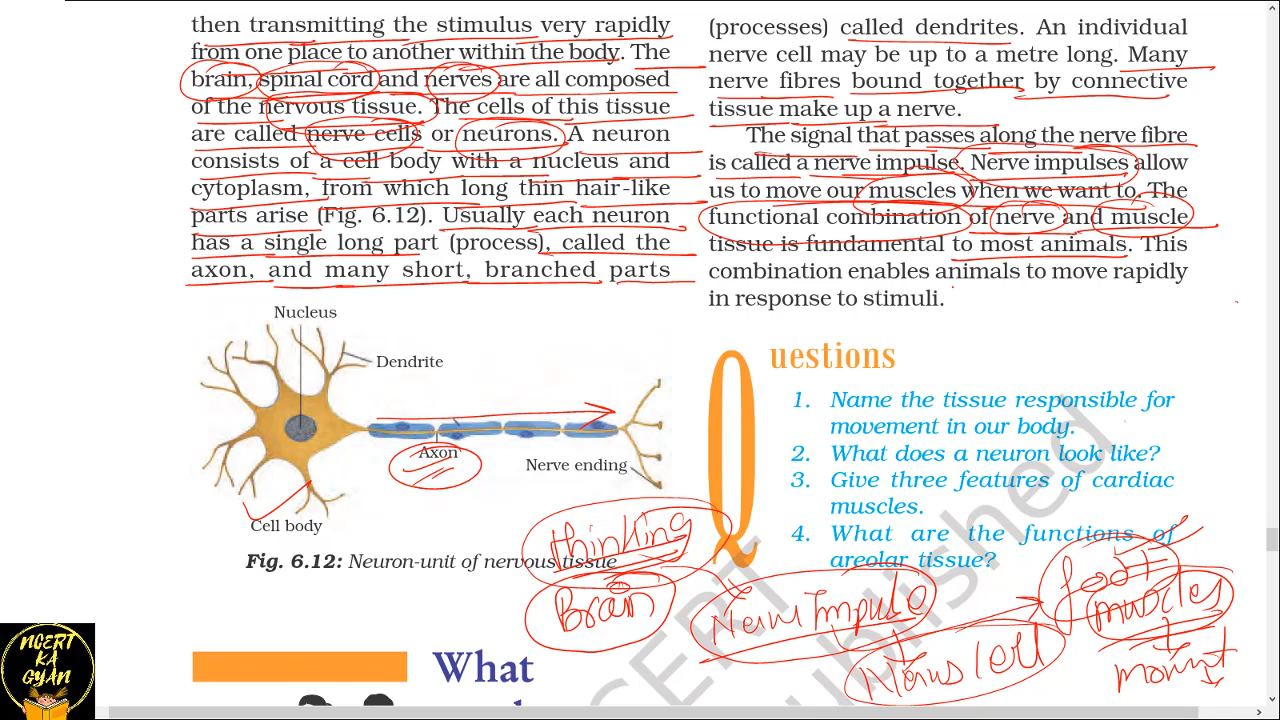 then transmitting the stimulus very rapidly
from one place to another within the body. The
brain, spinal cord and nerves are all composed
of the nervous tissue. The cells of this tissue
are called nerve cells or neurons. A neuron
consists of a cell body with a nucleus and
cytoplasm, from which long thin hair-like
parts arise (Fig. 6.12). Usually each neuron
has a single long part (process), called the
axon, and many short, branched parts
Nucleus
Dendrite
Axon
Nerve ending
Cell body
Fig. 6.12: Neuron-unit of nervous tissue
What
(processes) called dendrites. An individual
nerve cell may be up to a metre long. Many
nerve fibres bound together by connective
tissue make up a nerve.
The signal that passes along the nerve fibre
is called a nerve impulse. Nerve impulses allow
us to move our muscles when we want to. The
functional combination of nerve and muscle
tissue is fundamental to most animals. This
combination enables animals to move rapidly
in response to stimuli.
Questions
1. Name the tissue responsible for
movement in our body.
2. What does a neuron look like?
3. Give three features of cardiac
muscles.
4. What are the functions of
areolar tissue?
thinking
Brain
foot
muscles
NCERT
KA
GYAN